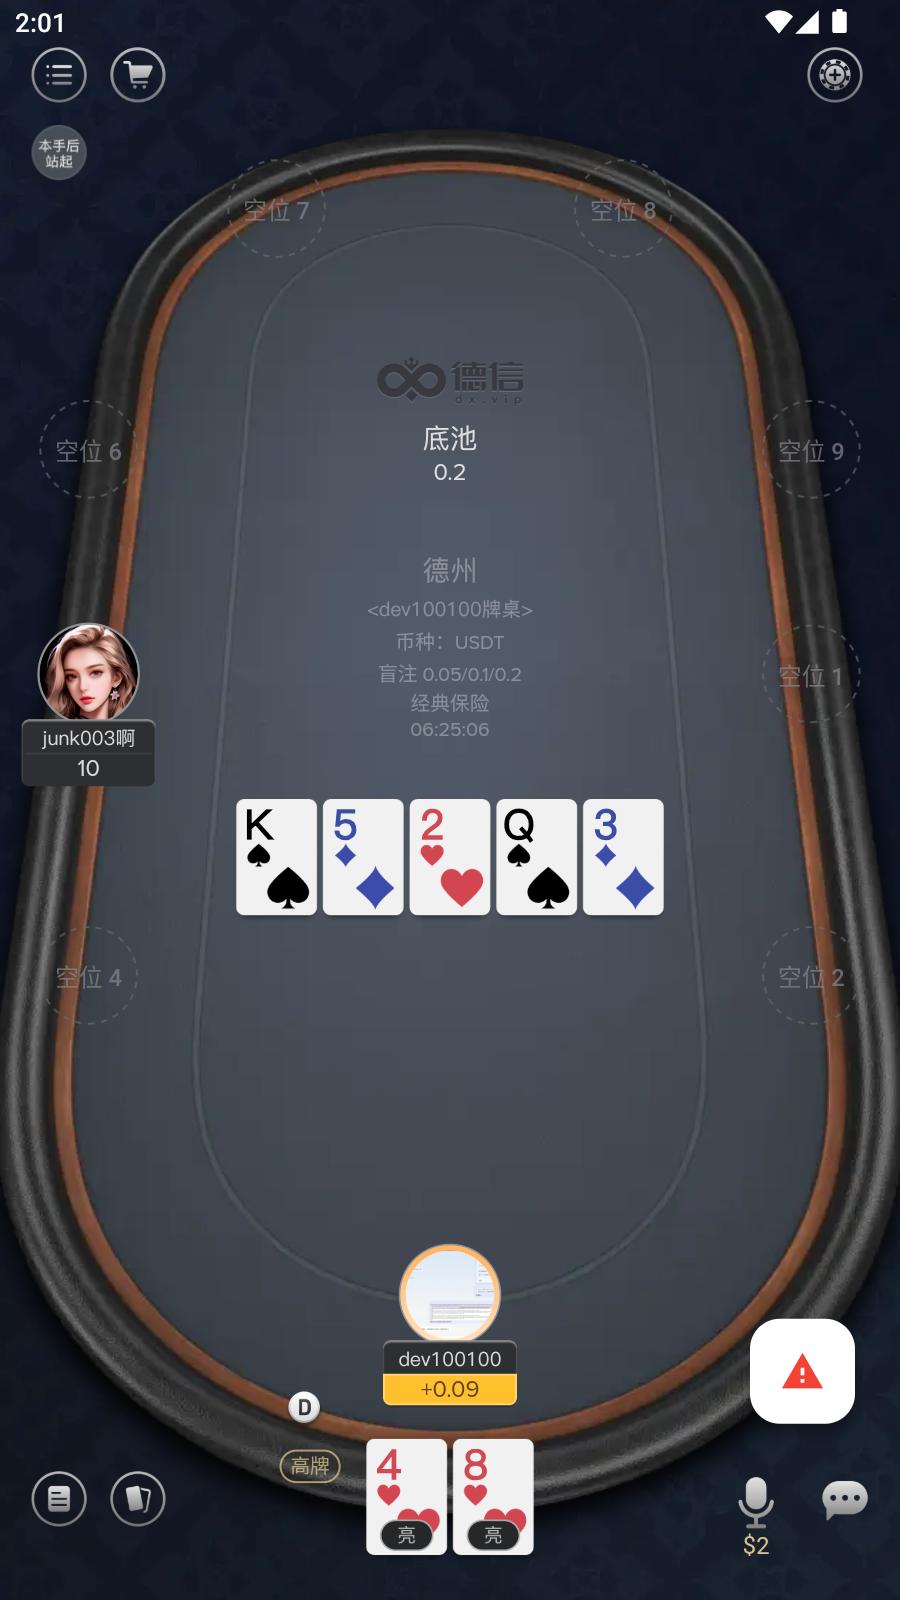 2:01
本手后
站起
空位 7
空位 8
德信
dx.vip
底池
0.2
空位 6
空位 9
德州
<dev100100牌桌>
币种：USDT
盲注 0.05/0.1/0.2
经典保险
06:25:06
空位 1
junk003啊
10
K
5
2
Q
3
空位 4
空位 2
dev100100
+0.09
D
高牌
4
8
亮
亮
$2